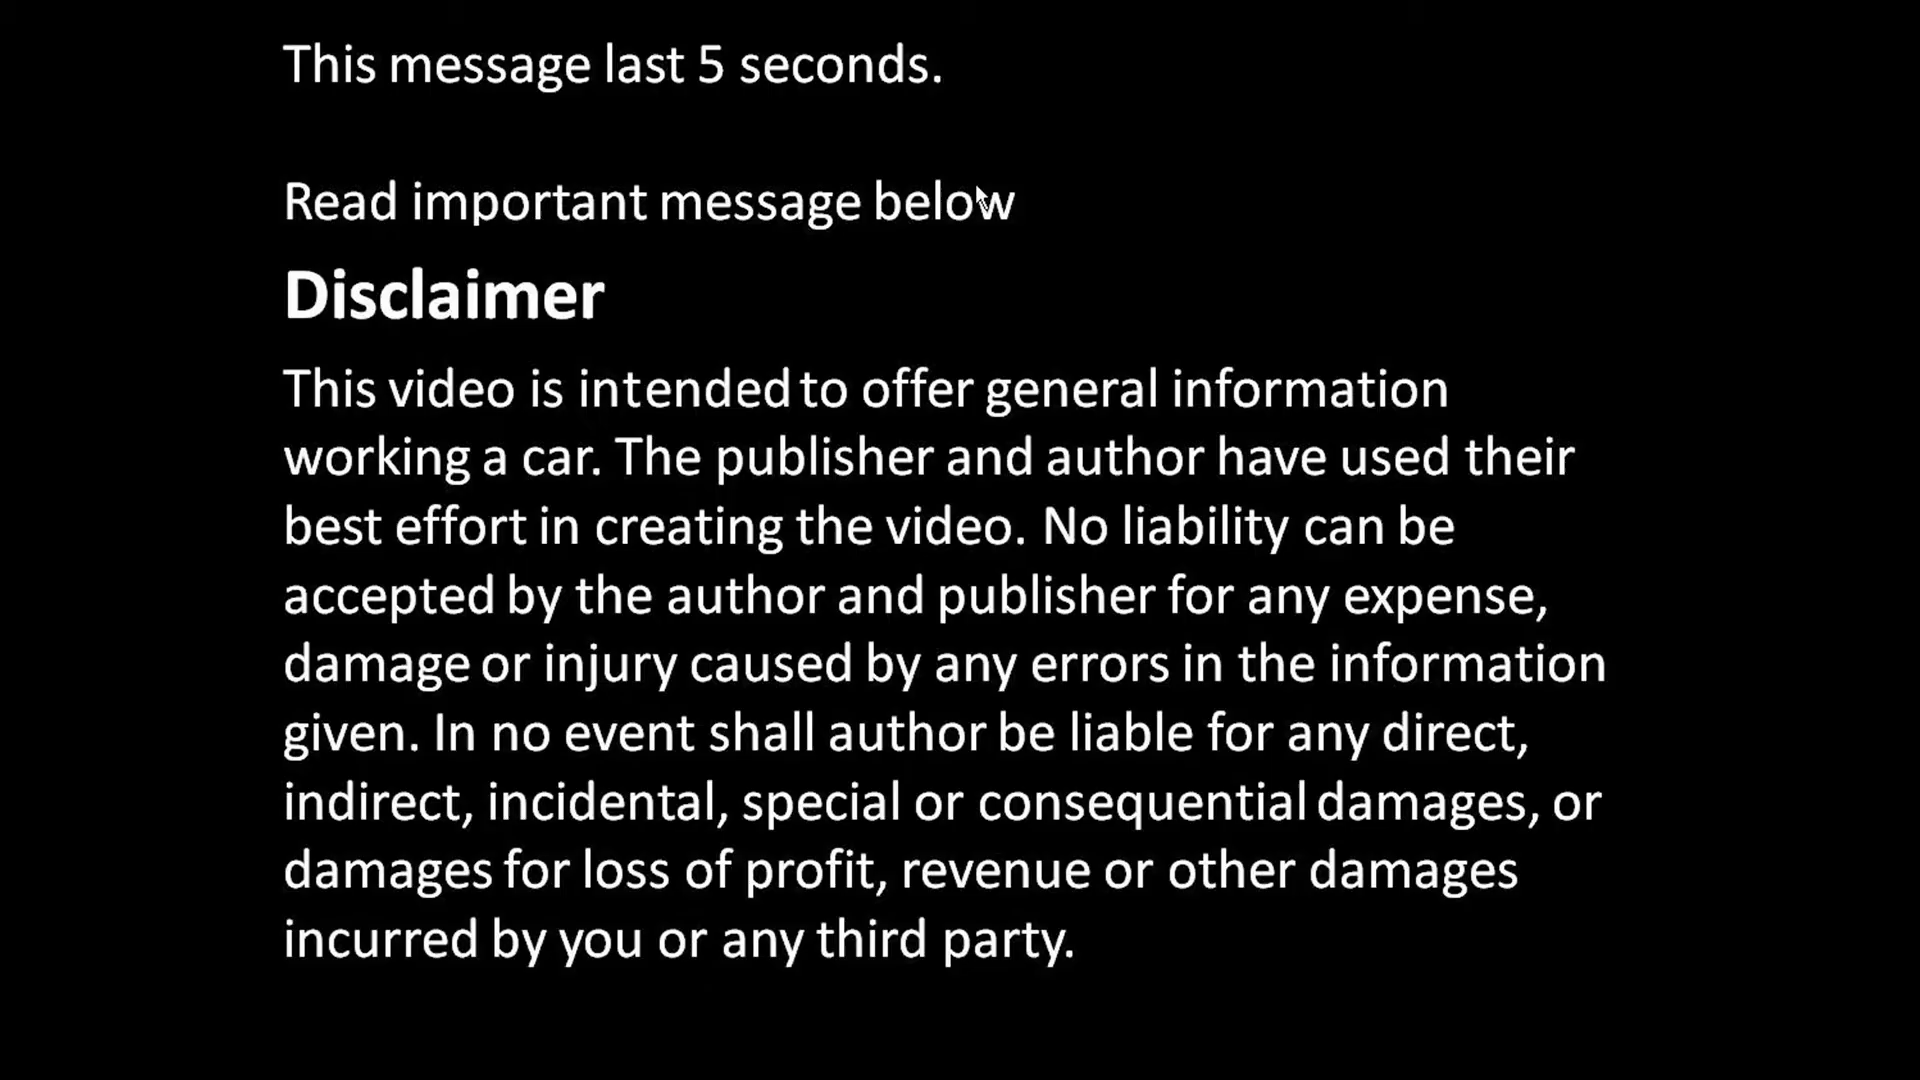 This message last 5 seconds.
Read important message below
Disclaimer
This video is intended to offer general information
working a car. The publisher and author have used their
best effort in creating the video. No liability can be
accepted by the author and publisher for any expense,
damage or injury caused by any errors in the information
given. In no event shall author be liable for any direct,
indirect, incidental, special or consequential damages, or
damages for loss of profit, revenue or other damages
incurred by you or any third party.